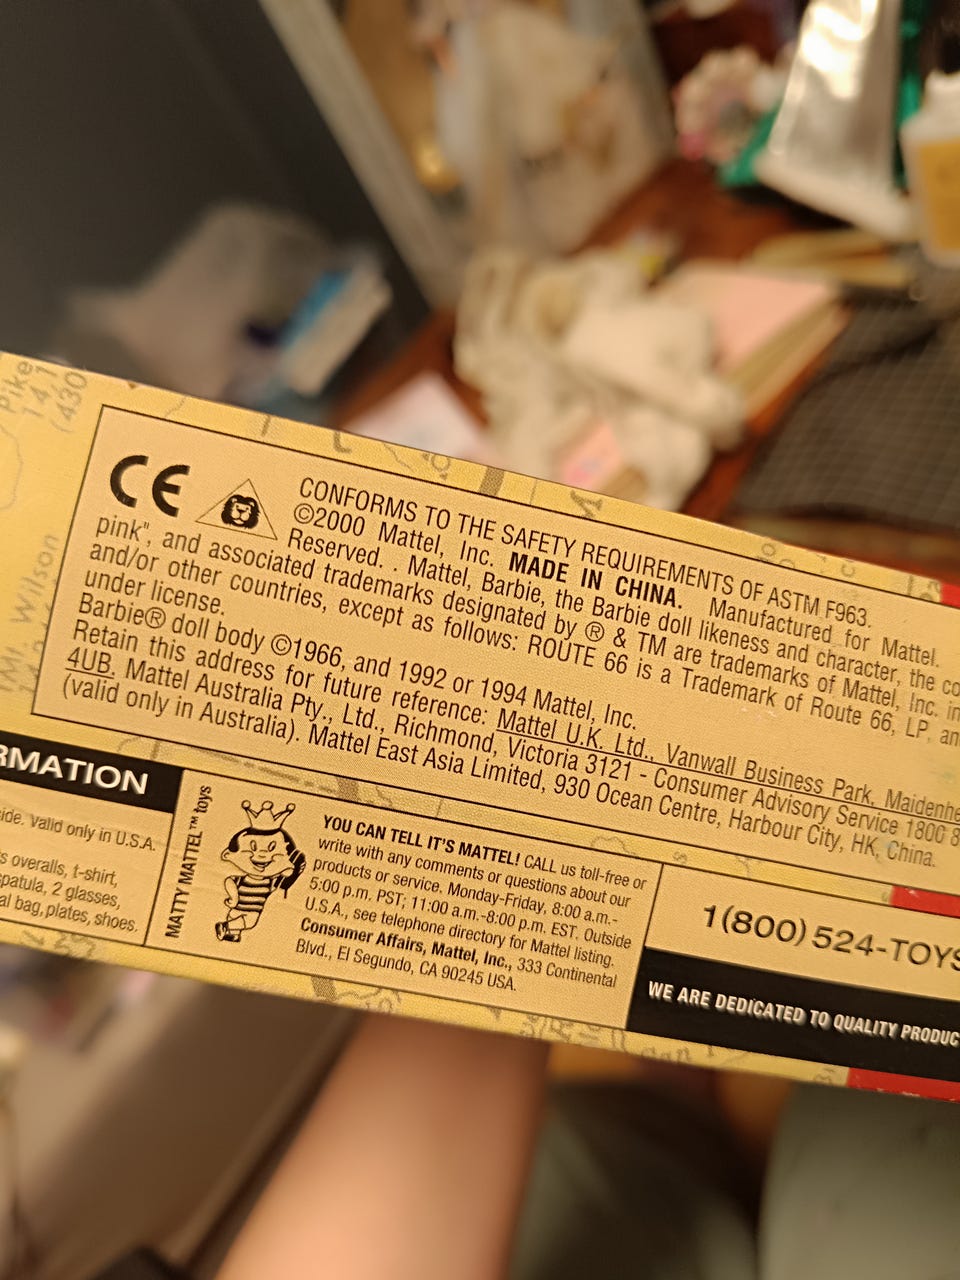 Pike
141
(430
(Mt. Wilson
CE
CONFORMS TO THE SAFETY REQUIREMENTS OF ASTM F963.
©2000 Mattel, Inc. MADE IN CHINA. Manufactured for Mattel.
Reserved. . Mattel, Barbie, the Barbie doll likeness and character, the co
pink", and associated trademarks designated by ® & TM are trademarks of Mattel, Inc. in
and/or other countries, except as follows: ROUTE 66 is a Trademark of Route 66, LP, an
under license.
Barbie® doll body ©1966, and 1992 or 1994 Mattel, Inc.
Retain this address for future reference: Mattel U.K. Ltd., Vanwall Business Park, Maidenhe
4UB. Mattel Australia Pty., Ltd., Richmond, Victoria 3121 - Consumer Advisory Service 1800 8
(valid only in Australia). Mattel East Asia Limited, 930 Ocean Centre, Harbour City, HK, China.
RMATION
side. Valid only in U.S.A.
s overalls, t-shirt,
patula, 2 glasses,
al bag, plates, shoes.
MATTY MATTEL™ toys
YOU CAN TELL IT'S MATTEL! CALL us toll-free or
write with any comments or questions about our
products or service. Monday-Friday, 8:00 a.m.-
5:00 p.m. PST; 11:00 a.m.-8:00 p.m. EST. Outside
U.S.A., see telephone directory for Mattel listing.
Consumer Affairs, Mattel, Inc., 333 Continental
Blvd., El Segundo, CA 90245 USA.
1(800) 524-TOYS
WE ARE DEDICATED TO QUALITY PRODUC